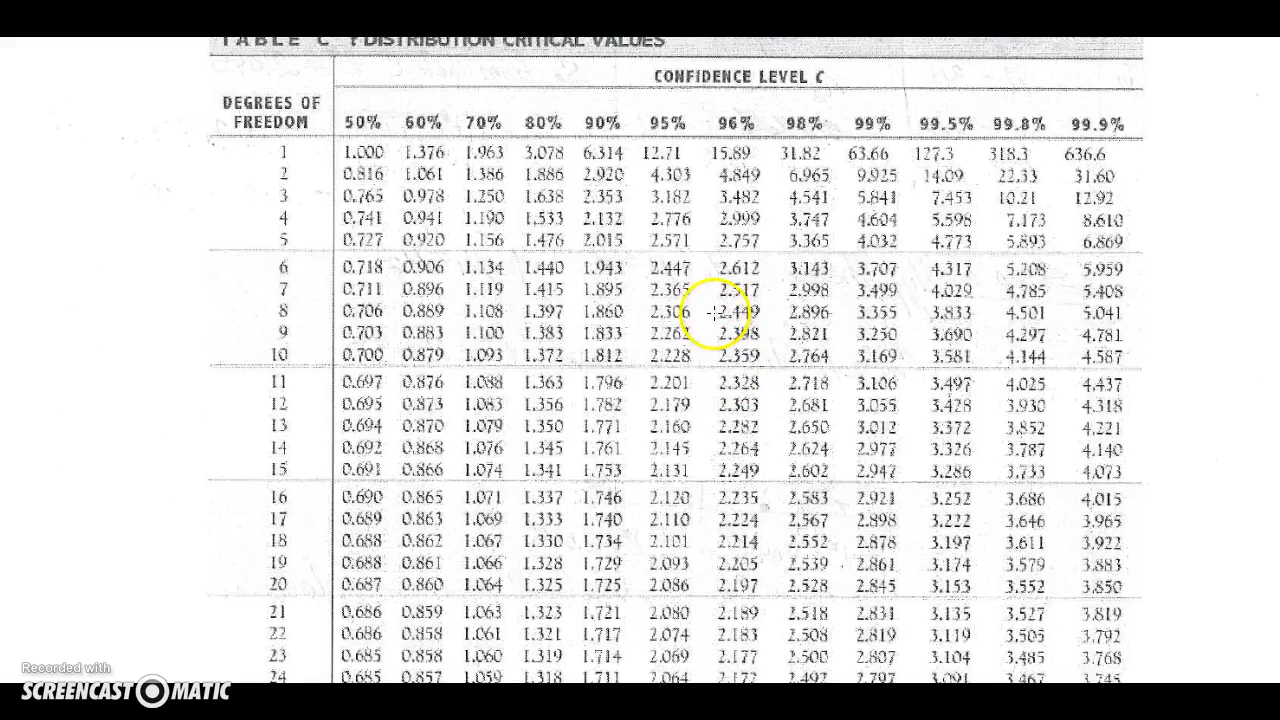 TABLE C t-DISTRIBUTION CRITICAL VALUES
CONFIDENCE LEVEL C
DEGREES OF
FREEDOM 50% 60% 70% 80% 90% 95% 96% 98% 99% 99.5% 99.8% 99.9%
1 1.000 1.376 1.963 3.078 6.314 12.71 15.89 31.82 63.66 127.3 318.3 636.6
2 0.816 1.061 1.386 1.886 2.920 4.303 4.849 6.965 9.925 14.09 22.33 31.60
3 0.765 0.978 1.250 1.638 2.353 3.182 3.482 4.541 5.841 7.453 10.21 12.92
4 0.741 0.941 1.190 1.533 2.132 2.776 2.999 3.747 4.604 5.598 7.173 8.610
5 0.727 0.920 1.156 1.476 2.015 2.571 2.757 3.365 4.032 4.773 5.893 6.869
6 0.718 0.906 1.134 1.440 1.943 2.447 2.612 3.143 3.707 4.317 5.208 5.959
7 0.711 0.896 1.119 1.415 1.895 2.365 2.517 2.998 3.499 4.029 4.785 5.408
8 0.706 0.889 1.108 1.397 1.860 2.306 2.449 2.896 3.355 3.833 4.501 5.041
9 0.703 0.883 1.100 1.383 1.833 2.262 2.398 2.821 3.250 3.690 4.297 4.781
10 0.700 0.879 1.093 1.372 1.812 2.228 2.359 2.764 3.169 3.581 4.144 4.587
11 0.697 0.876 1.088 1.363 1.796 2.201 2.328 2.718 3.106 3.497 4.025 4.437
12 0.695 0.873 1.083 1.356 1.782 2.179 2.303 2.681 3.055 3.428 3.930 4.318
13 0.694 0.870 1.079 1.350 1.771 2.160 2.282 2.650 3.012 3.372 3.852 4.221
14 0.692 0.868 1.076 1.345 1.761 2.145 2.264 2.624 2.977 3.326 3.787 4.140
15 0.691 0.866 1.074 1.341 1.753 2.131 2.249 2.602 2.947 3.286 3.733 4.073
16 0.690 0.865 1.071 1.337 1.746 2.120 2.235 2.583 2.921 3.252 3.686 4.015
17 0.689 0.863 1.069 1.333 1.740 2.110 2.224 2.567 2.898 3.222 3.646 3.965
18 0.688 0.862 1.067 1.330 1.734 2.101 2.214 2.552 2.878 3.197 3.611 3.922
19 0.688 0.861 1.066 1.328 1.729 2.093 2.205 2.539 2.861 3.174 3.579 3.883
20 0.687 0.860 1.064 1.325 1.725 2.086 2.197 2.528 2.845 3.153 3.552 3.850
21 0.686 0.859 1.063 1.323 1.721 2.080 2.189 2.518 2.831 3.135 3.527 3.819
22 0.686 0.858 1.061 1.321 1.717 2.074 2.183 2.508 2.819 3.119 3.505 3.792
23 0.685 0.858 1.060 1.319 1.714 2.069 2.177 2.500 2.807 3.104 3.485 3.768
24 0.685 0.857 1.059 1.318 1.711 2.064 2.172 2.492 2.797 3.091 3.467 3.745
Recorded with
SCREENCAST MATIC